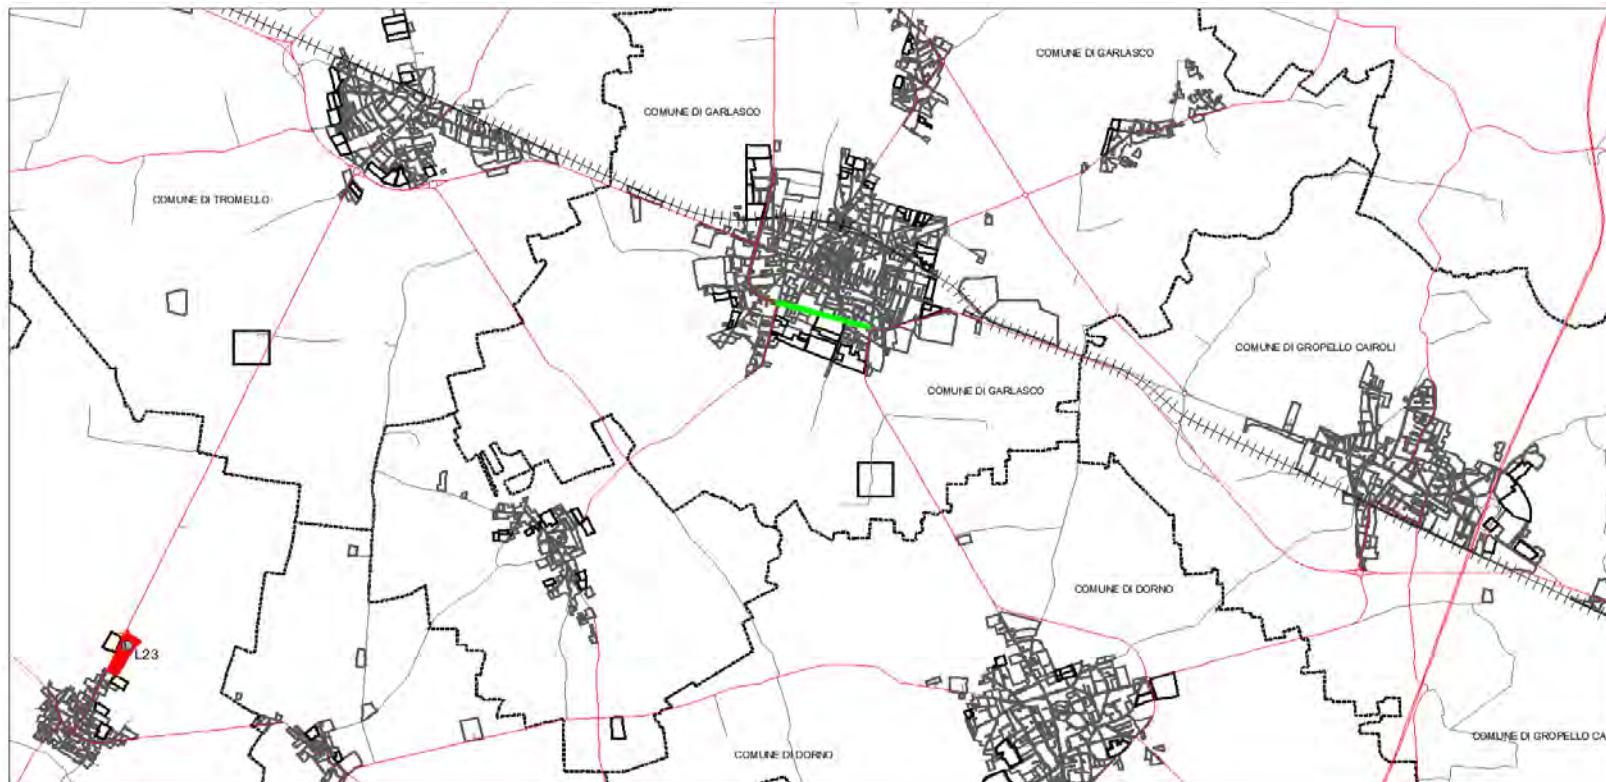 COMUNE DI GARLASCO
COMUNE DI GARLASCO
COMUNE DI TROMELLO
COMUNE DI GROPELLO CAIROLI
COMUNE DI GARLASCO
COMUNE DI DORNO
L23
COMUNE DI GROPELLO CA
COMUNE DI DORNO